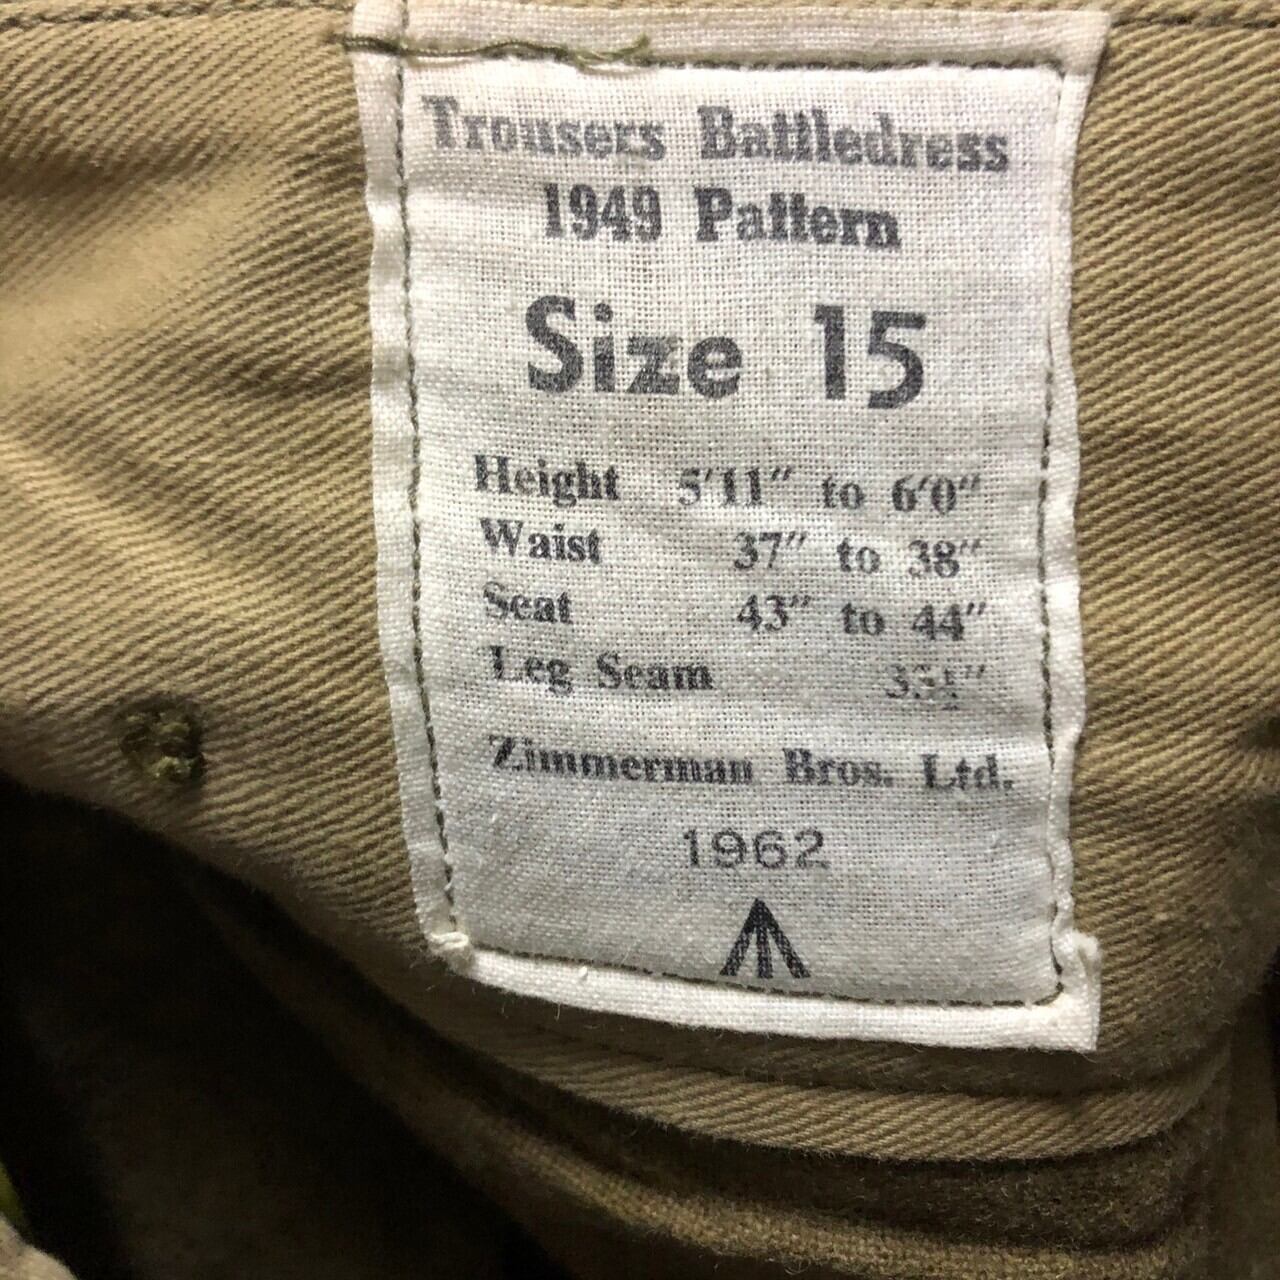 Trousers Battledress
1949 Pattern
Size 15
Height 5'11" to 6'0"
Waist 37" to 38"
Seat 43" to 44"
Leg Seam
Zimmerman Bros. Ltd.
1962